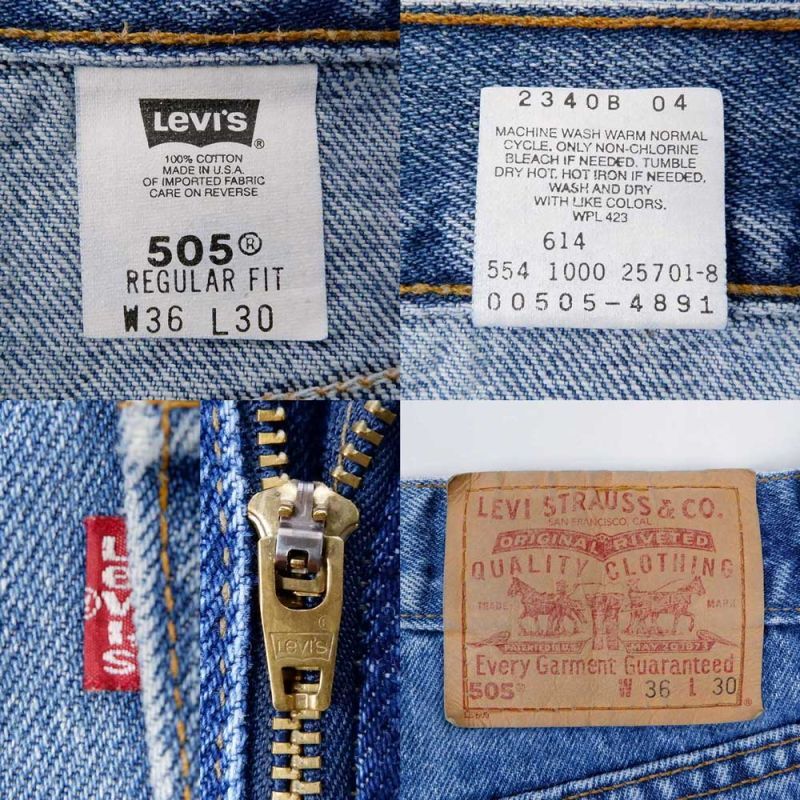 Levi's ®
100% COTTON
MADE IN U.S.A.
OF IMPORTED FABRIC
CARE ON REVERSE
505®
REGULAR FIT
W36 L30
2340B 04
MACHINE WASH WARM NORMAL
CYCLE. ONLY NON-CHLORINE
BLEACH IF NEEDED. TUMBLE
DRY HOT. HOT IRON IF NEEDED.
WASH AND DRY
WITH LIKE COLORS.
WPL 423
614
554 1000 25701-8
00505-4891
Levi's ®
Levi's
LEVI STRAUSS & CO.
SAN FRANCISCO, CAL
ORIGINAL RIVETED
QUALITY CLOTHING
TRADE MARK
PATENTED IN U.S. MAY 20 1873
Every Garment Guaranteed
505® W 36 L 30
®